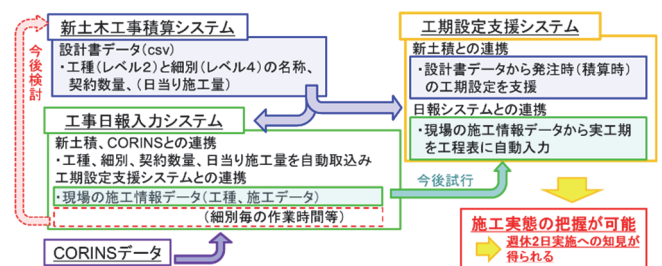 新土木工事積算システム
設計書データ(csv)
・工種(レベル2)と細別(レベル4)の名称、
契約数量、(日当り施工量)
今後検討
工期設定支援システム
新土積との連携
・設計書データから発注時(積算時)
の工期設定を支援
日報システムとの連携
・現場の施工情報データから実工期
を工程表に自動入力
工事日報入力システム
新土積、CORINSとの連携
・工種、細別、契約数量、日当り施工量を自動取込み
工期設定支援システムとの連携
・現場の施工情報データ(工種、施工データ)
(細別毎の作業時間等)
今後試行
CORINSデータ
施工実態の把握が可能
週休2日実施への知見が
得られる